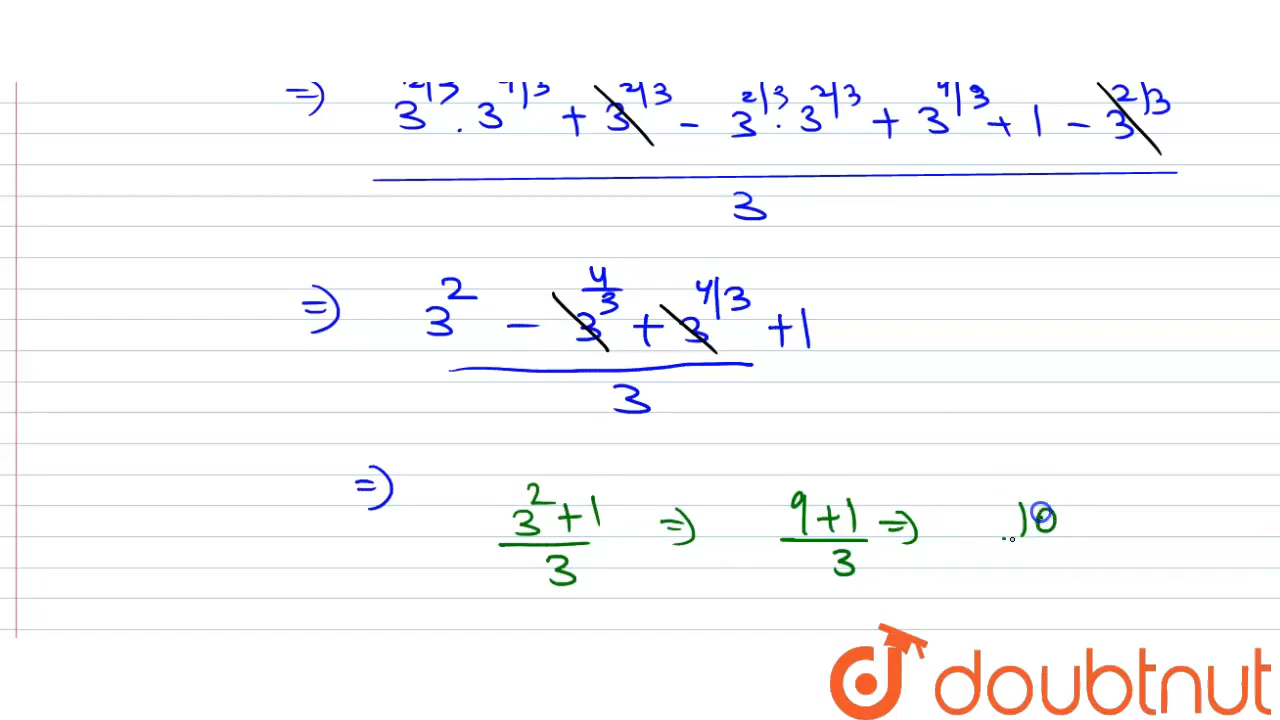 ⇒ 3^2/3 . 3^4/3 + 3^2/3 - 3^2/3 . 3^2/3 + 3^4/3 + 1 - 3^2/3
3
⇒ 3^2 - 3^4/3 + 3^4/3 + 1
3
⇒ 3^2 + 1 ⇒ 9 + 1 ⇒ 10
3 3
doubtnut